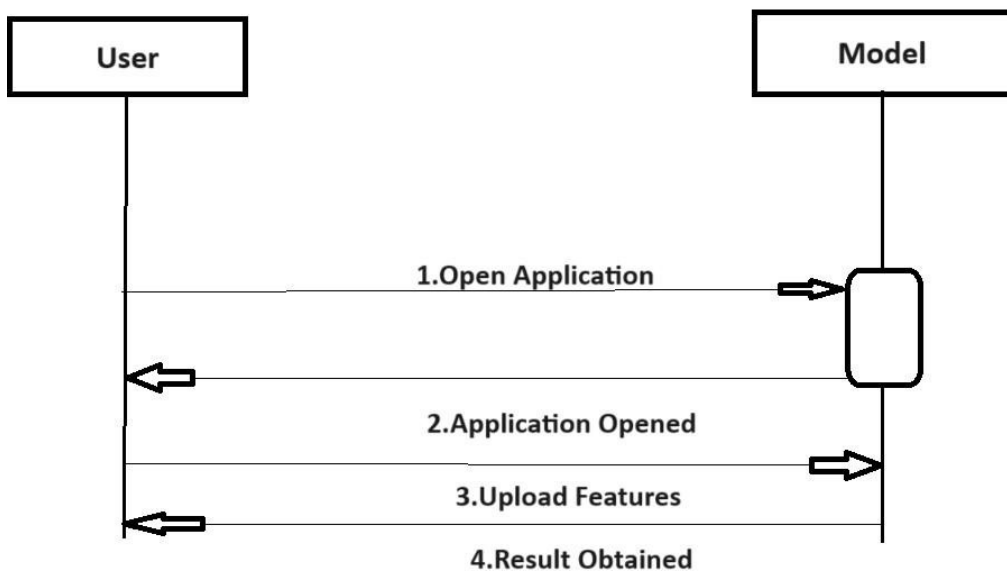 User
Model
1.Open Application
2.Application Opened
3.Upload Features
4.Result Obtained